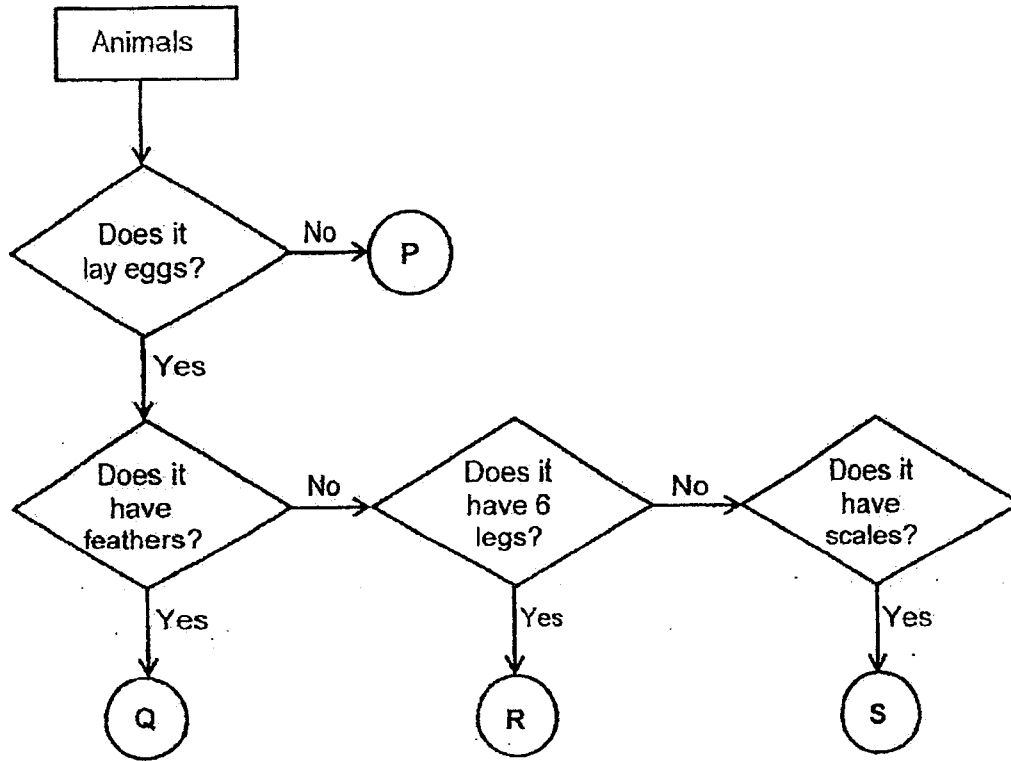 Animals
Does it
lay eggs?
No
P
Yes
Does it
have
feathers?
No
Does it
have 6
legs?
No
Does it
have
scales?
Yes
Yes
Yes
Q
R
S